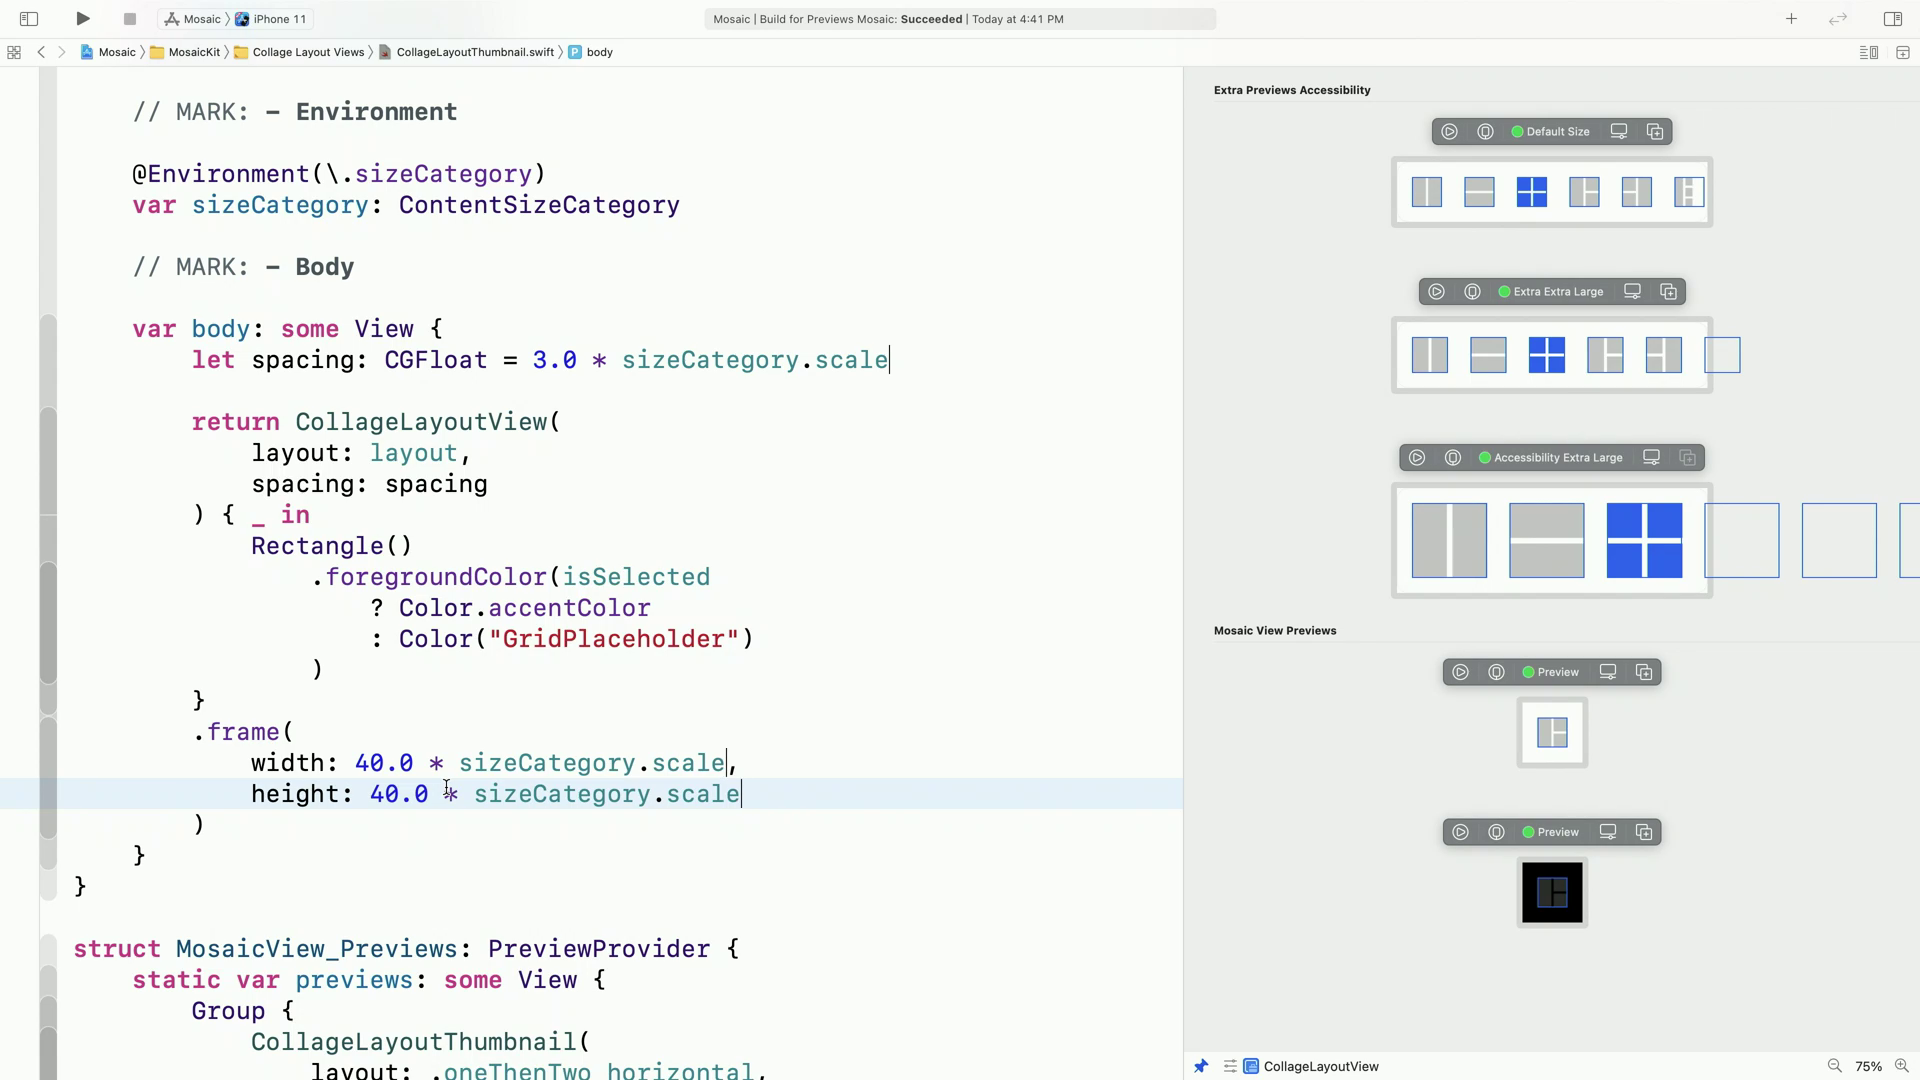 Mosaic iPhone 11
Mosaic | Build for Previews Mosaic: Succeeded | Today at 4:41 PM
Mosaic MosaicKit Collage Layout Views CollageLayoutThumbnail.swift P body
// MARK: - Environment
@Environment(\.sizeCategory)
var sizeCategory: ContentSizeCategory
// MARK: - Body
var body: some View {
let spacing: CGFloat = 3.0 * sizeCategory.scale
return CollageLayoutView(
layout: layout,
spacing: spacing
) { _ in
Rectangle()
.foregroundColor(isSelected
? Color.accentColor
: Color("GridPlaceholder")
)
}
.frame(
width: 40.0 * sizeCategory.scale,
height: 40.0 * sizeCategory.scale
)
}
}
struct MosaicView_Previews: PreviewProvider {
static var previews: some View {
Group {
CollageLayoutThumbnail(
layout: .oneThenTwo_horizontal,
Extra Previews Accessibility
Default Size
Extra Extra Large
Accessibility Extra Large
Mosaic View Previews
Preview
Preview
CollageLayoutView
75%